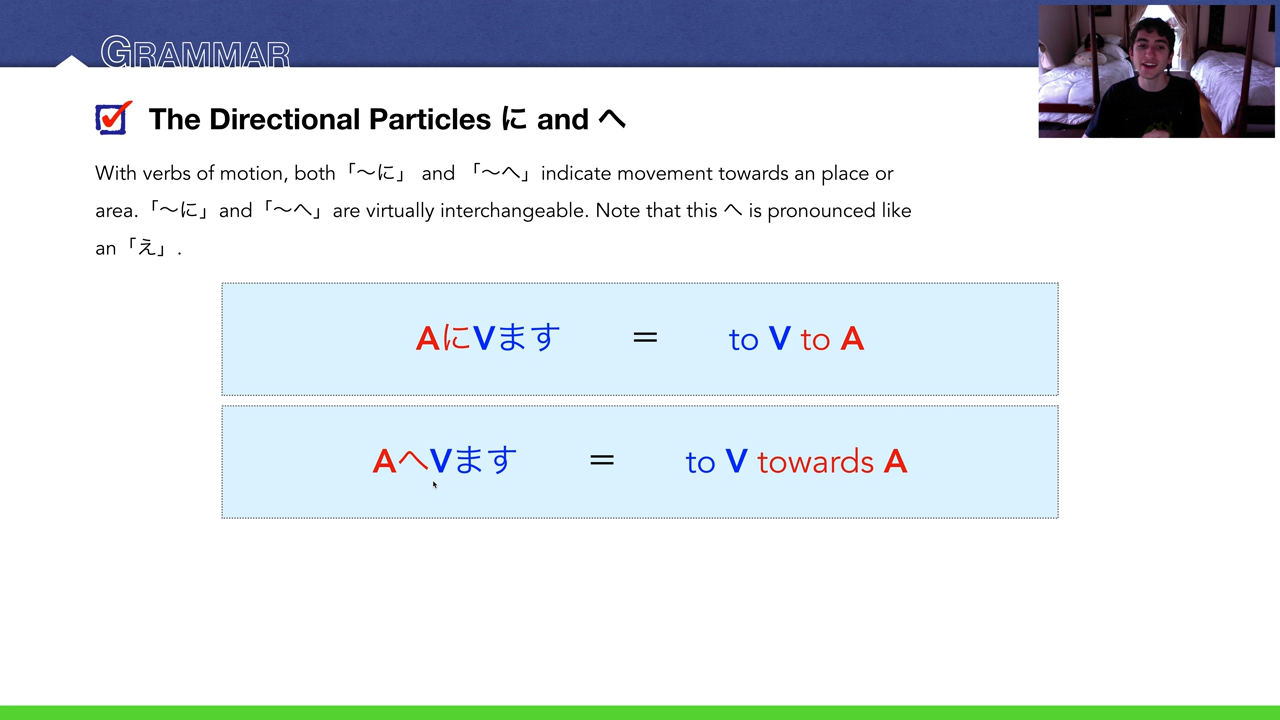 GRAMMAR
The Directional Particles に and へ
With verbs of motion, both「〜に」 and 「〜へ」indicate movement towards an place or
area.「〜に」and「〜へ」are virtually interchangeable. Note that this へ is pronounced like
an「え」.
AにVます = to V to A
AへVます = to V towards A